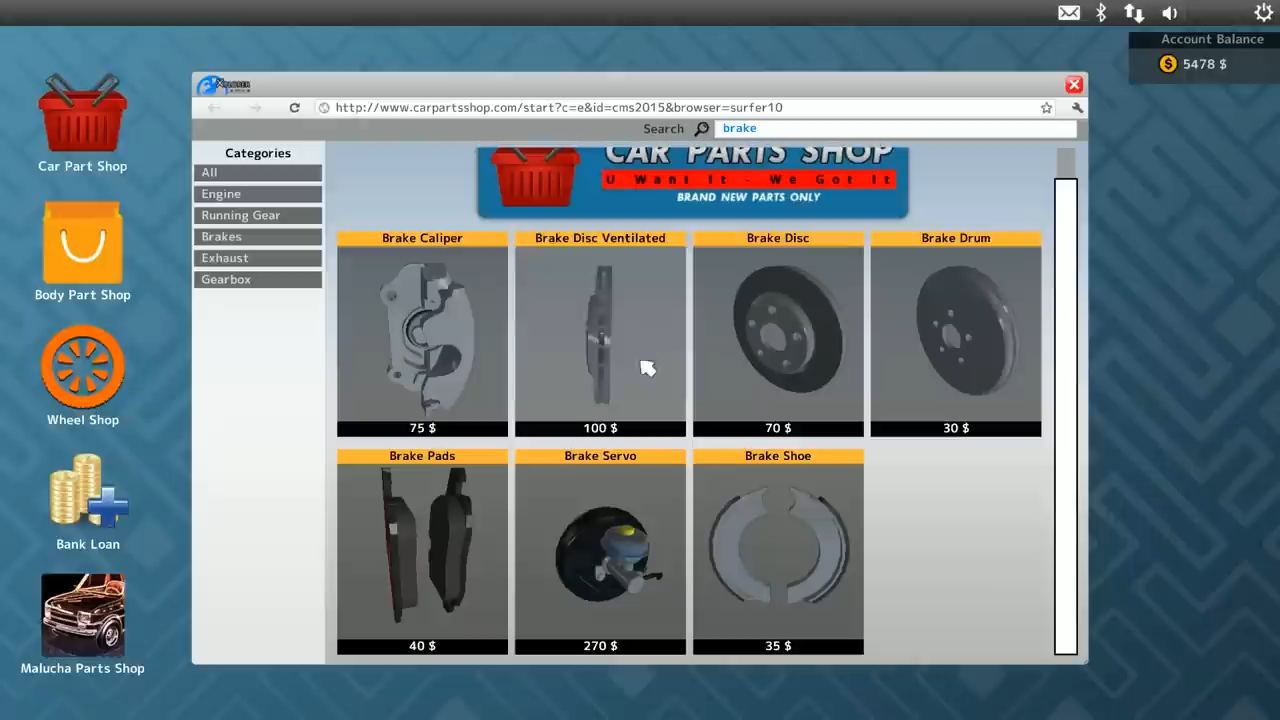 Account Balance
5478 $
http://www.carpartsshop.com/start?c=e&id=cms2015&browser=surfer10
Search
brake
Car Part Shop
Body Part Shop
Wheel Shop
Bank Loan
Malucha Parts Shop
Categories
All
Engine
Running Gear
Brakes
Exhaust
Gearbox
CAR PARTS SHOP
U Want It - We Got It
BRAND NEW PARTS ONLY
Brake Caliper
75 $
Brake Disc Ventilated
100 $
Brake Disc
70 $
Brake Drum
30 $
Brake Pads
40 $
Brake Servo
270 $
Brake Shoe
35 $